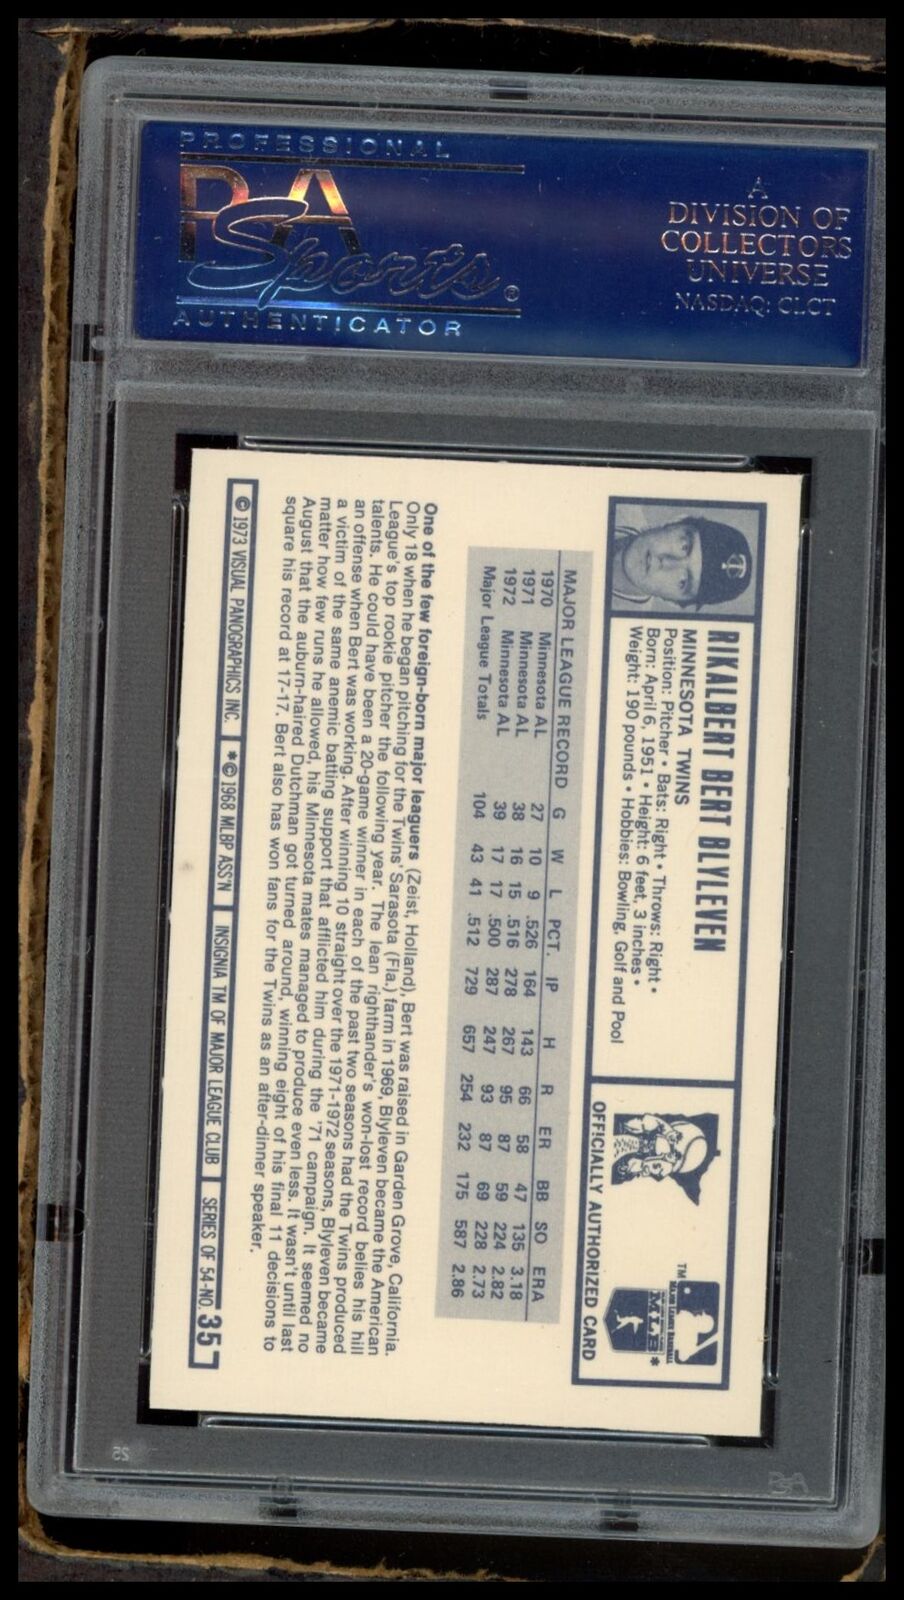 PROFESSIONAL
PSA
Sports®
AUTHENTICATOR
A
DIVISION OF
COLLECTORS
UNIVERSE
NASDAQ: CLCT
RIKALBERT BERT BLYLEVEN
MINNESOTA TWINS
Position: Pitcher • Bats: Right • Throws: Right •
Born: April 6, 1951 • Height: 6 feet, 3 inches •
Weight: 190 pounds • Hobbies: Bowling, Golf and Pool
TM
MAJOR LEAGUE BASEBALL
MLB*
OFFICIALLY AUTHORIZED CARD
MAJOR LEAGUE RECORD G W L PCT. IP H R ER BB SO ERA
1970 Minnesota AL 27 10 9 .526 164 143 66 58 47 135 3.18
1971 Minnesota AL 38 16 15 .516 278 267 95 87 59 224 2.82
1972 Minnesota AL 39 17 17 .500 287 247 93 87 69 228 2.73
Major League Totals 104 43 41 .512 729 657 254 232 175 587 2.86
One of the few foreign-born major leaguers (Zeist, Holland), Bert was raised in Garden Grove, California.
Only 18 when he began pitching for the Twins' Sarasota (Fla.) farm in 1969, Blyleven became the American
League's top rookie pitcher the following year. The lean righthander's won-lost record belies his hill
talents. He could have been a 20-game winner in each of the past two seasons had the Twins produced
an offense when Bert was working. After winning 10 straight over the 1971-1972 seasons, Blyleven became
a victim of the same anemic batting support that afflicted him during the '71 campaign. It seemed no
matter how few runs he allowed, his Minnesota mates managed to produce even less. It wasn't until last
August that the auburn-haired Dutchman got turned around, winning eight of his final 11 decisions to
square his record at 17-17. Bert also has won fans for the Twins as an after-dinner speaker.
© 1973 VISUAL PANOGRAPHICS INC. *© 1968 MLBP ASS'N INSIGNIA TM OF MAJOR LEAGUE CLUB SERIES OF 54-NO. 35
25
PSA